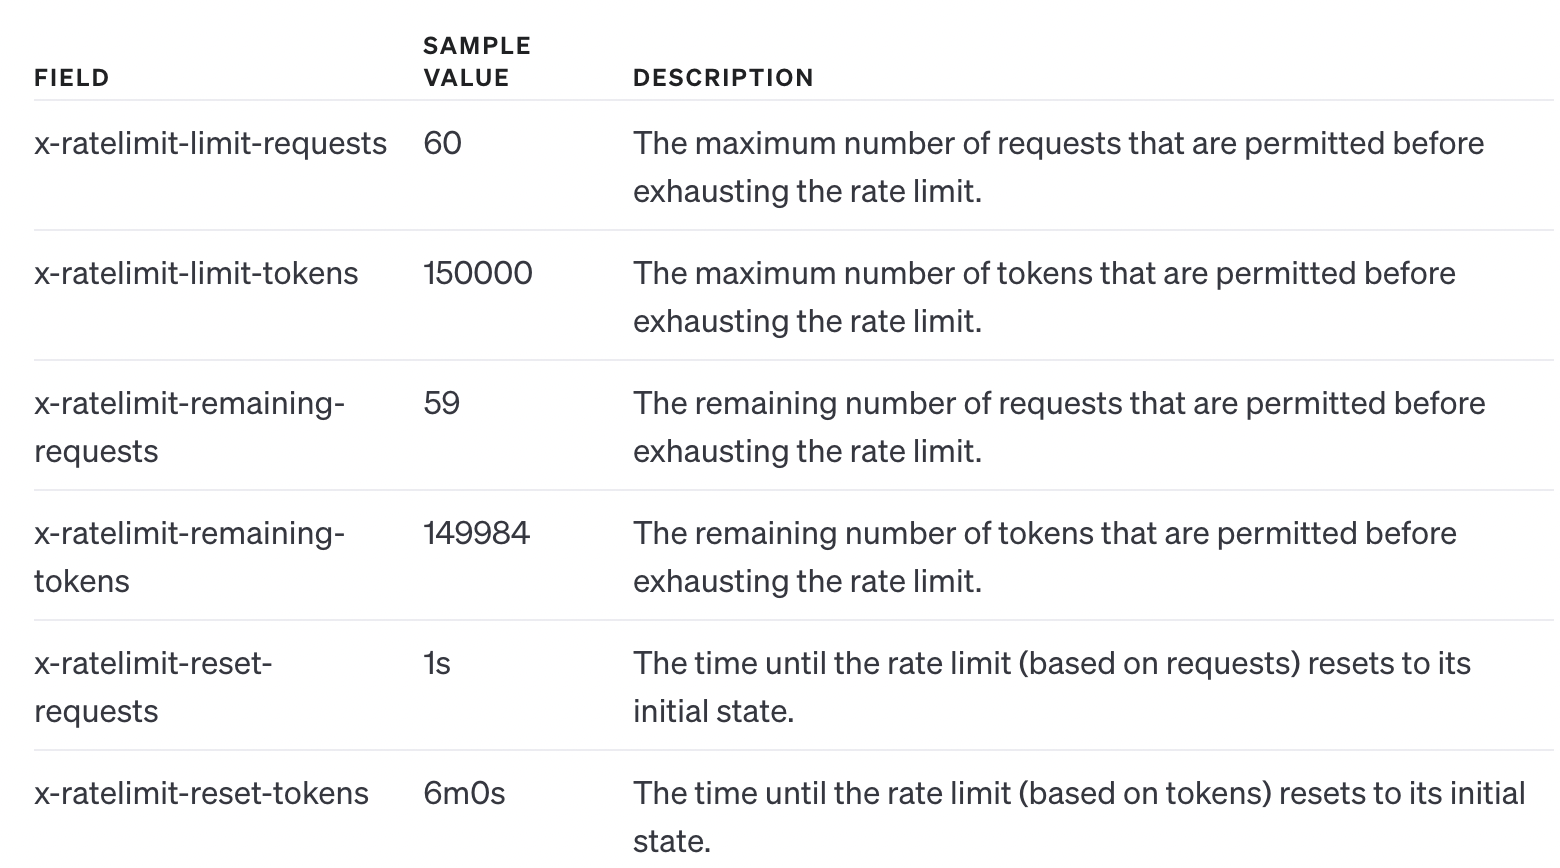 FIELD SAMPLE VALUE DESCRIPTION
x-ratelimit-limit-requests 60 The maximum number of requests that are permitted before
exhausting the rate limit.
x-ratelimit-limit-tokens 150000 The maximum number of tokens that are permitted before
exhausting the rate limit.
x-ratelimit-remaining-
requests 59 The remaining number of requests that are permitted before
exhausting the rate limit.
x-ratelimit-remaining-
tokens 149984 The remaining number of tokens that are permitted before
exhausting the rate limit.
x-ratelimit-reset-
requests 1s The time until the rate limit (based on requests) resets to its
initial state.
x-ratelimit-reset-tokens 6m0s The time until the rate limit (based on tokens) resets to its initial
state.